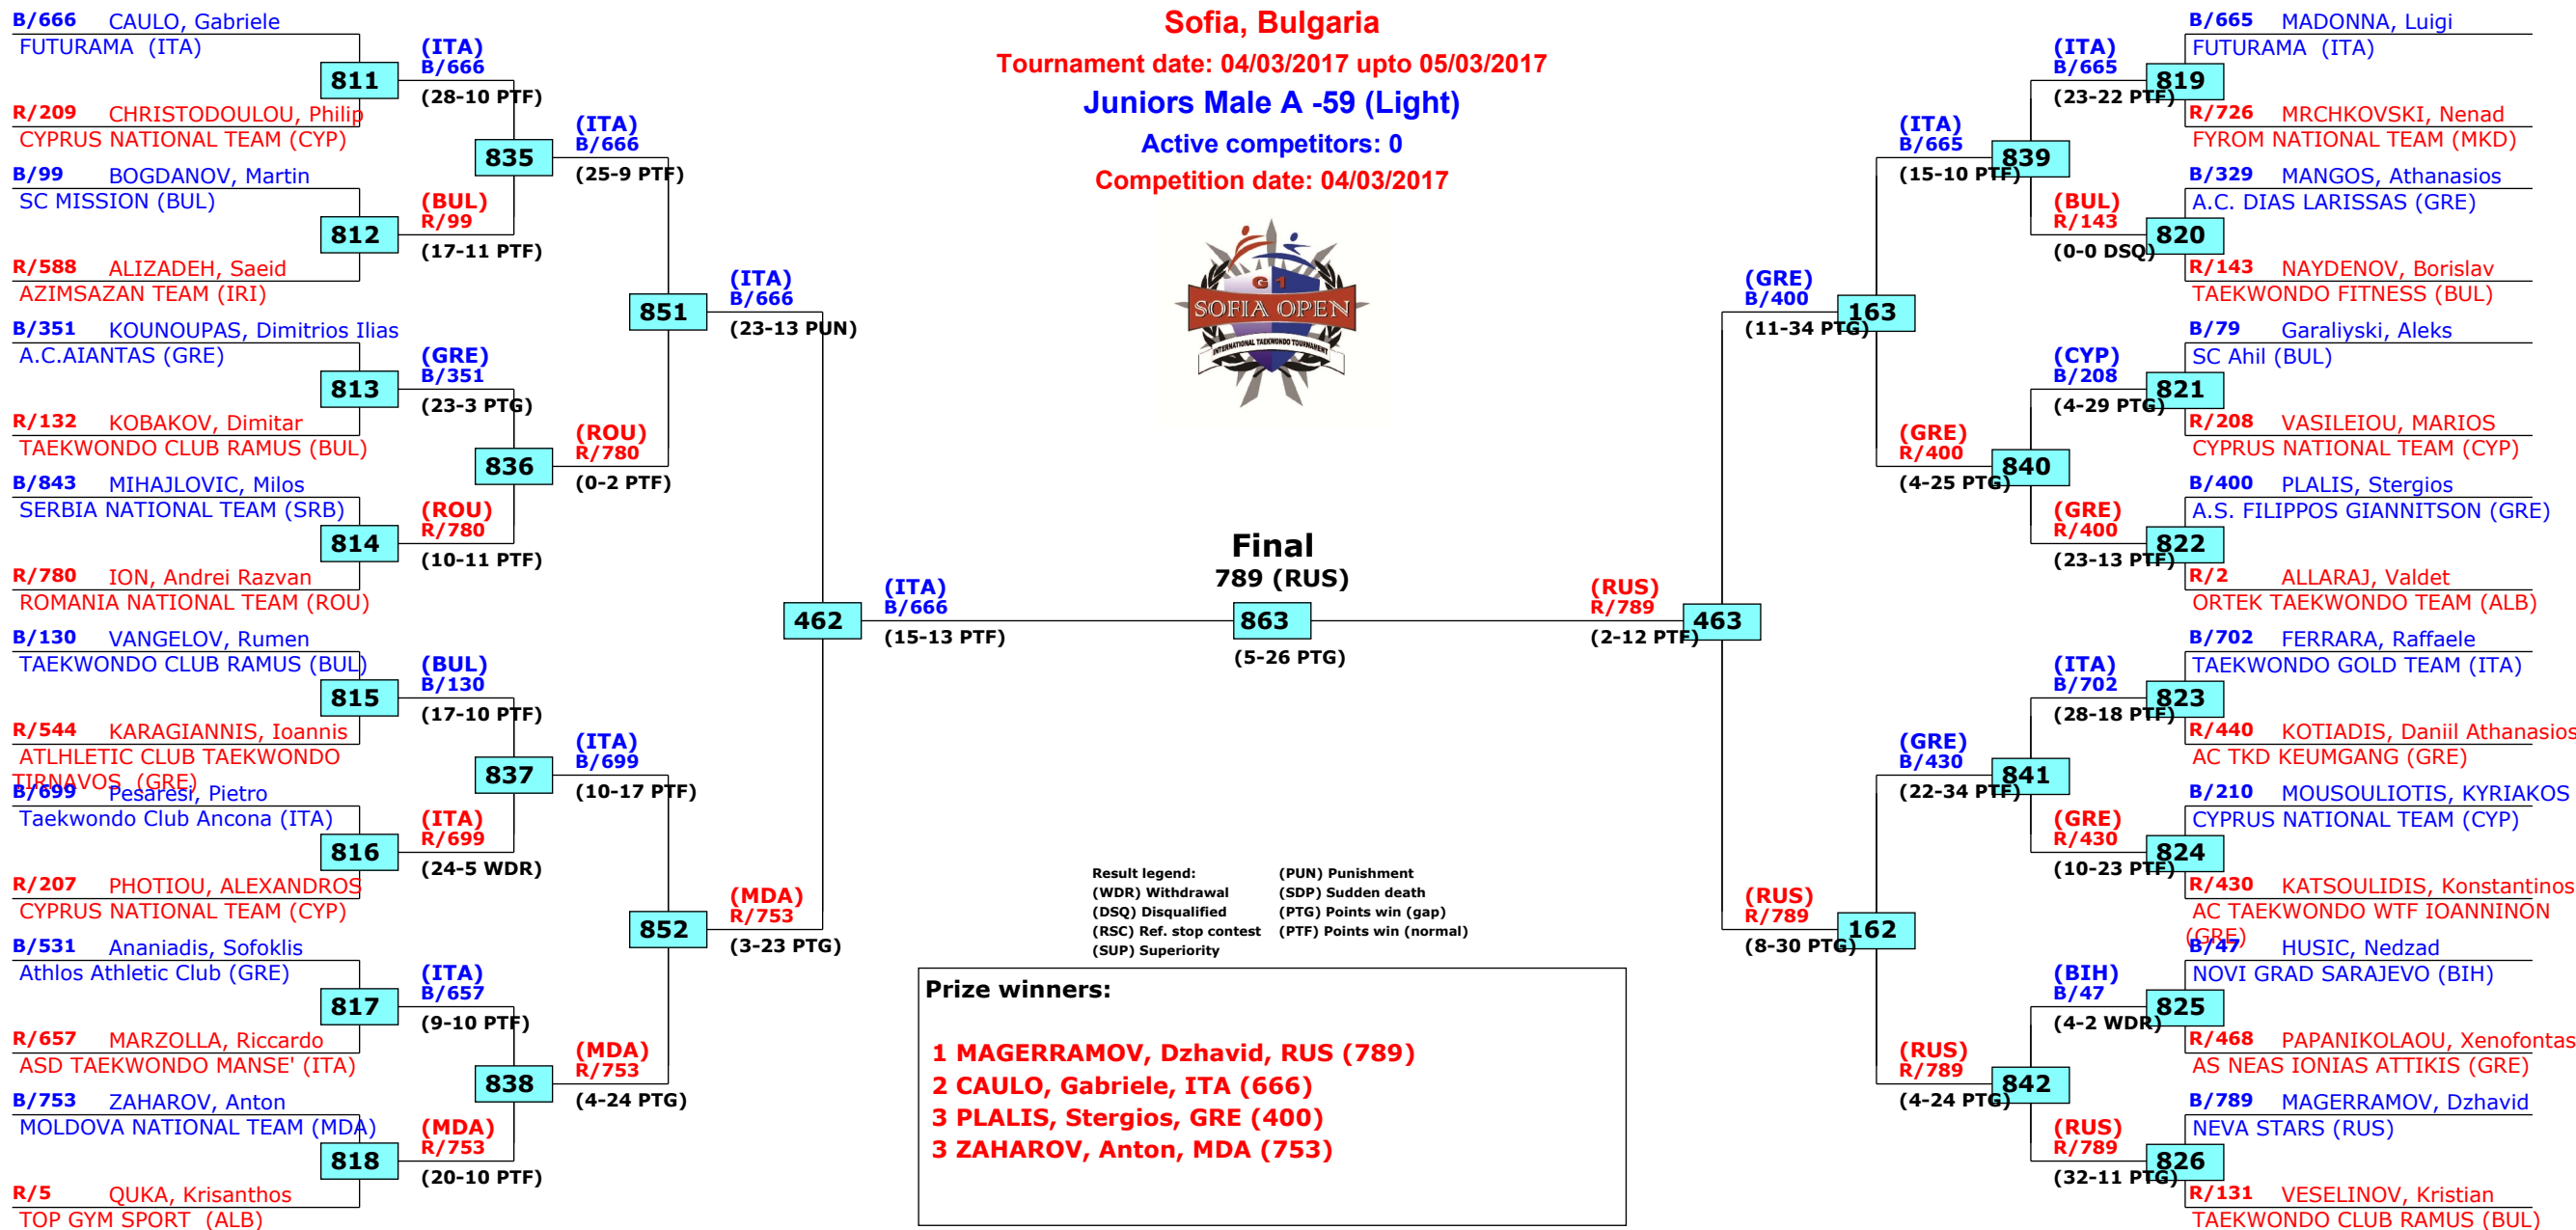 Sofia, Bulgaria
Tournament date: 04/03/2017 upto 05/03/2017
Juniors Male A -59 (Light)
Active competitors: 0
Competition date: 04/03/2017
G 1
SOFIA OPEN
INTERNATIONAL TAEKWONDO TOURNAMENT
B/666 CAULO, Gabriele
FUTURAMA (ITA)
811
R/209 CHRISTODOULOU, Philip
CYPRUS NATIONAL TEAM (CYP)
B/99 BOGDANOV, Martin
SC MISSION (BUL)
812
R/588 ALIZADEH, Saeid
AZIMSAZAN TEAM (IRI)
B/351 KOUNOUPAS, Dimitrios Ilias
A.C.AIANTAS (GRE)
813
R/132 KOBAKOV, Dimitar
TAEKWONDO CLUB RAMUS (BUL)
B/843 MIHAJLOVIC, Milos
SERBIA NATIONAL TEAM (SRB)
814
R/780 ION, Andrei Razvan
ROMANIA NATIONAL TEAM (ROU)
B/130 VANGELOV, Rumen
TAEKWONDO CLUB RAMUS (BUL)
815
R/544 KARAGIANNIS, Ioannis
ATLHLETIC CLUB TAEKWONDO
TIRNAVOS (GRE)
B/699 Pesaresi, Pietro
Taekwondo Club Ancona (ITA)
816
R/207 PHOTIOU, ALEXANDROS
CYPRUS NATIONAL TEAM (CYP)
B/531 Ananiadis, Sofoklis
Athlos Athletic Club (GRE)
817
R/657 MARZOLLA, Riccardo
ASD TAEKWONDO MANSE' (ITA)
B/753 ZAHAROV, Anton
MOLDOVA NATIONAL TEAM (MDA)
818
R/5 QUKA, Krisanthos
TOP GYM SPORT (ALB)
(ITA)
B/666
(28-10 PTF)
835
(BUL)
R/99
(17-11 PTF)
(GRE)
B/351
(23-3 PTG)
836
(ROU)
R/780
(10-11 PTF)
(BUL)
B/130
(17-10 PTF)
837
(ITA)
R/699
(24-5 WDR)
(ITA)
B/657
(9-10 PTF)
838
(MDA)
R/753
(20-10 PTF)
(ITA)
B/666
(25-9 PTF)
851
(ROU)
R/780
(0-2 PTF)
(ITA)
B/699
(10-17 PTF)
852
(MDA)
R/753
(4-24 PTG)
(ITA)
B/666
(23-13 PUN)
462
(MDA)
R/753
(3-23 PTG)
(ITA)
B/666
(15-13 PTF)
Final
789 (RUS)
863
(5-26 PTG)
(RUS)
R/789
(2-12 PTF)
463
(GRE)
B/400
(11-34 PTG)
163
(RUS)
R/789
(8-30 PTG)
162
(ITA)
B/665
(15-10 PTF)
839
(GRE)
R/400
(4-25 PTG)
840
(GRE)
B/430
(22-34 PTF)
841
(RUS)
R/789
(4-24 PTG)
842
(ITA)
B/665
(23-22 PTF)
(BUL)
R/143
(0-0 DSQ)
(CYP)
B/208
(4-29 PTG)
(GRE)
R/400
(23-13 PTF)
(ITA)
B/702
(28-18 PTF)
(GRE)
R/430
(10-23 PTF)
(BIH)
B/47
(4-2 WDR)
(RUS)
R/789
(32-11 PTG)
B/665 MADONNA, Luigi
FUTURAMA (ITA)
819
R/726 MRCHKOVSKI, Nenad
FYROM NATIONAL TEAM (MKD)
B/329 MANGOS, Athanasios
A.C. DIAS LARISSAS (GRE)
820
R/143 NAYDENOV, Borislav
TAEKWONDO FITNESS (BUL)
B/79 Garaliyski, Aleks
SC Ahil (BUL)
821
R/208 VASILEIOU, MARIOS
CYPRUS NATIONAL TEAM (CYP)
B/400 PLALIS, Stergios
A.S. FILIPPOS GIANNITSON (GRE)
822
R/2 ALLARAJ, Valdet
ORTEK TAEKWONDO TEAM (ALB)
B/702 FERRARA, Raffaele
TAEKWONDO GOLD TEAM (ITA)
823
R/440 KOTIADIS, Daniil Athanasios
AC TKD KEUMGANG (GRE)
B/210 MOUSOULIOTIS, KYRIAKOS
CYPRUS NATIONAL TEAM (CYP)
824
R/430 KATSOULIDIS, Konstantinos
AC TAEKWONDO WTF IOANNINON
(GRE)
B/47 HUSIC, Nedzad
NOVI GRAD SARAJEVO (BIH)
825
R/468 PAPANIKOLAOU, Xenofontas
AS NEAS IONIAS ATTIKIS (GRE)
B/789 MAGERRAMOV, Dzhavid
NEVA STARS (RUS)
826
R/131 VESELINOV, Kristian
TAEKWONDO CLUB RAMUS (BUL)
Result legend: (PUN) Punishment
(WDR) Withdrawal (SDP) Sudden death
(DSQ) Disqualified (PTG) Points win (gap)
(RSC) Ref. stop contest (PTF) Points win (normal)
(SUP) Superiority
Prize winners:
1 MAGERRAMOV, Dzhavid, RUS (789)
2 CAULO, Gabriele, ITA (666)
3 PLALIS, Stergios, GRE (400)
3 ZAHAROV, Anton, MDA (753)